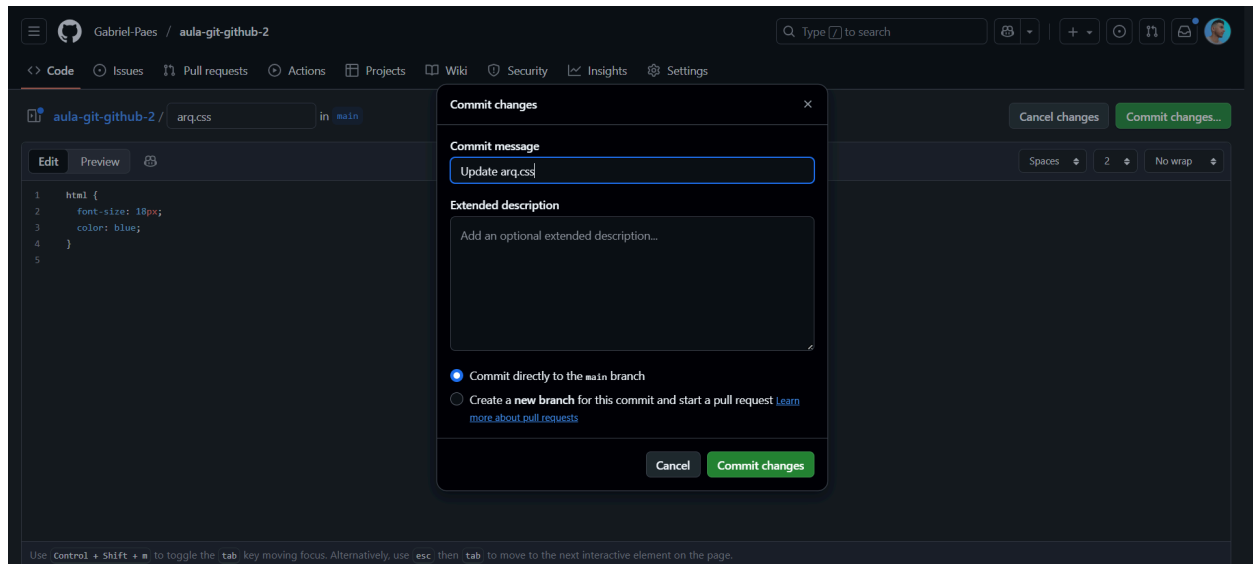 Gabriel-Paes / aula-git-github-2
Type / to search
Code Issues Pull requests Actions Projects Wiki Security Insights Settings
aula-git-github-2 / arq.css in main
Cancel changes Commit changes...
Edit Preview
Spaces 2 No wrap
1 html {
2 font-size: 18px;
3 color: blue;
4 }
5
Commit changes
Commit message
Update arq.css
Extended description
Add an optional extended description...
Commit directly to the main branch
Create a new branch for this commit and start a pull request Learn
more about pull requests
Cancel Commit changes
Use Control + Shift + m to toggle the tab key moving focus. Alternatively, use esc then tab to move to the next interactive element on the page.